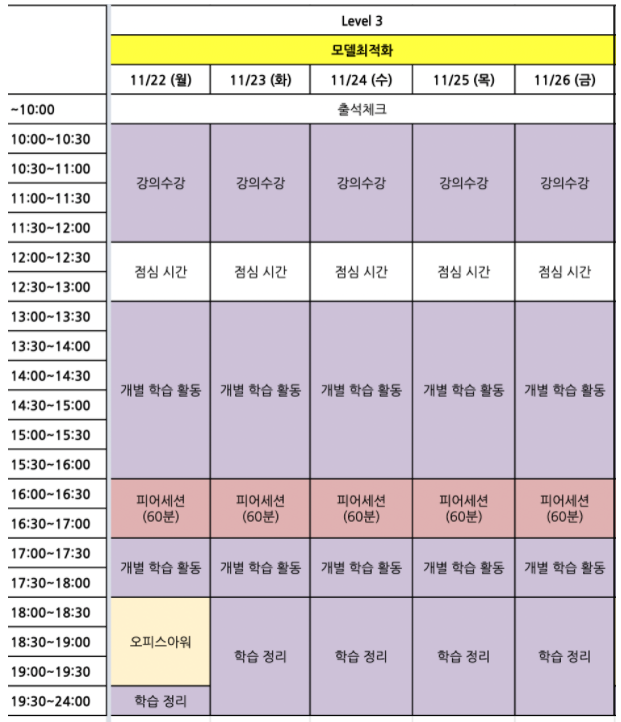 Level 3
모델최적화
11/22 (월) 11/23 (화) 11/24 (수) 11/25 (목) 11/26 (금)
~10:00 출석체크
10:00~10:30
10:30~11:00
강의수강 강의수강 강의수강 강의수강 강의수강
11:00~11:30
11:30~12:00
12:00~12:30
점심 시간 점심 시간 점심 시간 점심 시간 점심 시간
12:30~13:00
13:00~13:30
13:30~14:00
14:00~14:30
개별 학습 활동 개별 학습 활동 개별 학습 활동 개별 학습 활동 개별 학습 활동
14:30~15:00
15:00~15:30
15:30~16:00
16:00~16:30
피어세션 피어세션 피어세션 피어세션 피어세션
(60분) (60분) (60분) (60분) (60분)
16:30~17:00
17:00~17:30
개별 학습 활동 개별 학습 활동 개별 학습 활동 개별 학습 활동 개별 학습 활동
17:30~18:00
18:00~18:30
18:30~19:00 오피스아워
학습 정리 학습 정리 학습 정리 학습 정리
19:00~19:30
19:30~24:00 학습 정리